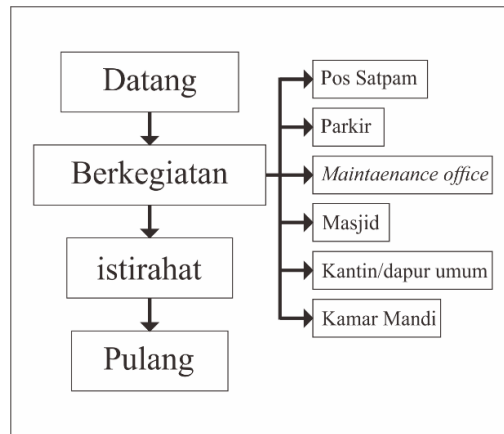 Datang
Berkegiatan
istirahat
Pulang
Pos Satpam
Parkir
Maintaenance office
Masjid
Kantin/dapur umum
Kamar Mandi